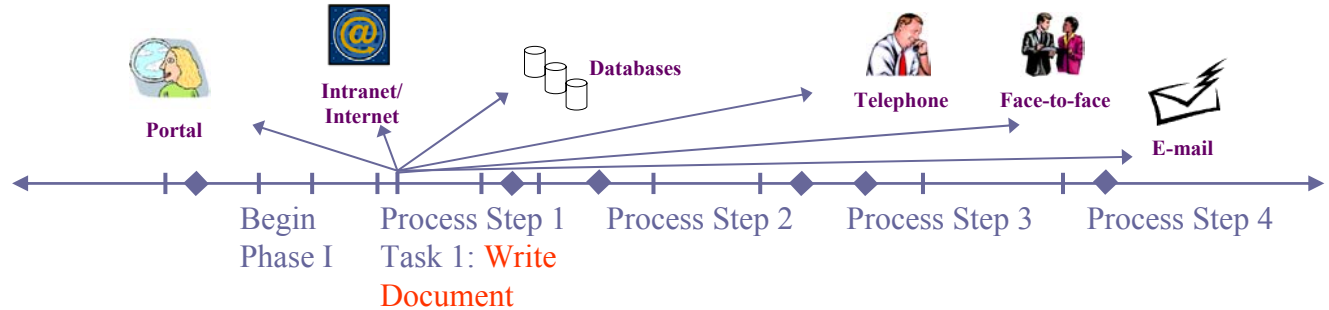 Portal
Intranet/
Internet
Databases
Telephone
Face-to-face
E-mail
Begin
Phase I
Process Step 1
Task 1: Write
Document
Process Step 2
Process Step 3
Process Step 4